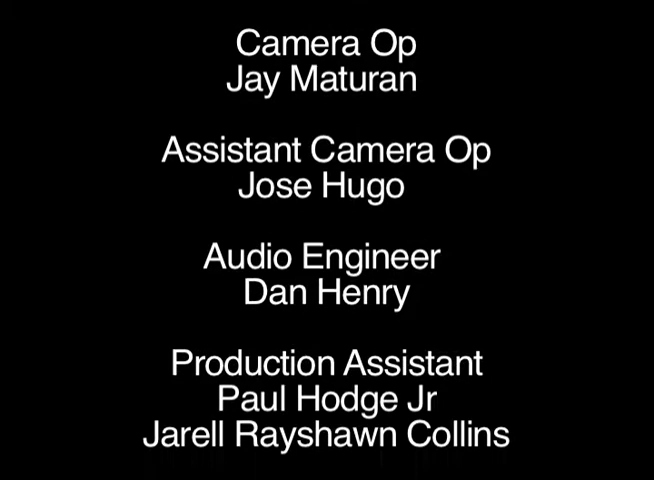 Camera Op
Jay Maturan
Assistant Camera Op
Jose Hugo
Audio Engineer
Dan Henry
Production Assistant
Paul Hodge Jr
Jarell Rayshawn Collins